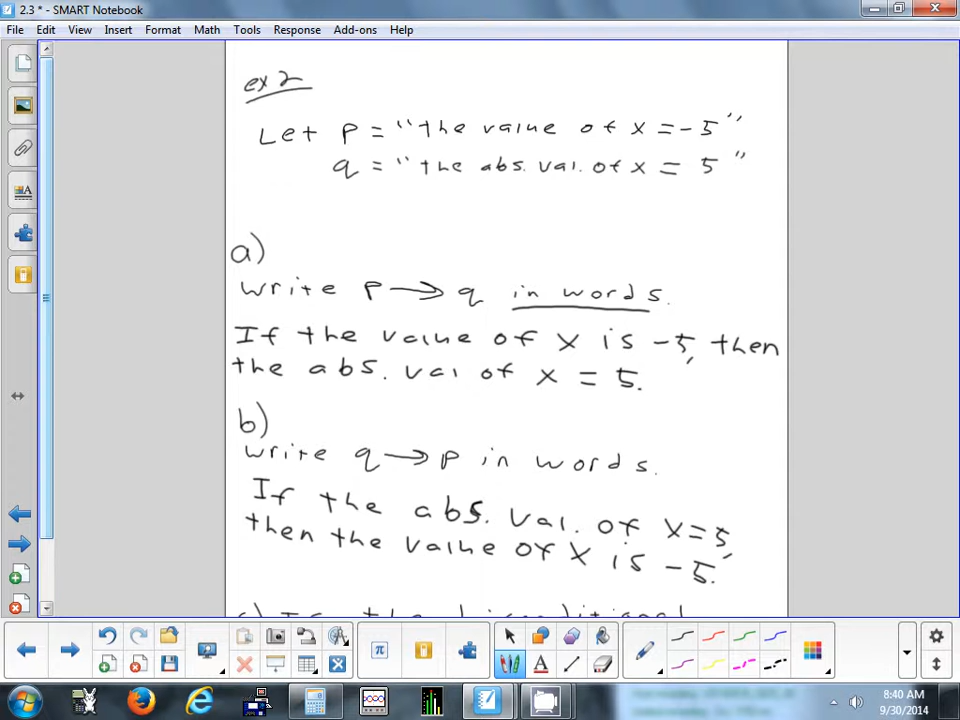 2.3 * - SMART Notebook
File Edit View Insert Format Math Tools Response Add-ons Help
ex 2
Let p = "the value of x = -5"
q = "the abs. val. of x = 5"
a)
Write p → q in words.
If the value of x is -5, then
the abs. val of x = 5.
b)
Write q → p in words.
If the abs. val. of x = 5,
then the value of x is -5.
8:40 AM
9/30/2014